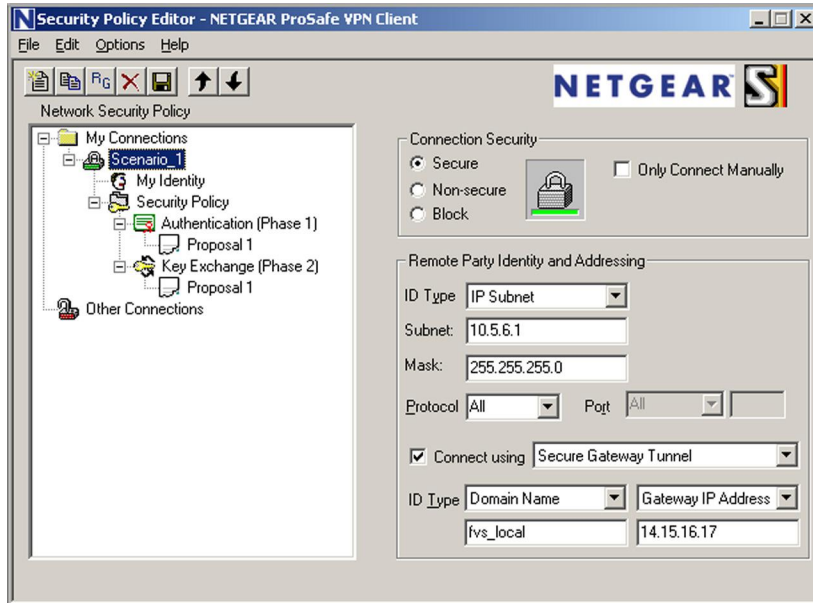 Security Policy Editor - NETGEAR ProSafe VPN Client
File Edit Options Help
RG
NETGEAR S
Network Security Policy
My Connections
Scenario_1
My Identity
Security Policy
Authentication (Phase 1)
Proposal 1
Key Exchange (Phase 2)
Proposal 1
Other Connections
Connection Security
Secure
Non-secure
Block
Only Connect Manually
Remote Party Identity and Addressing
ID Type IP Subnet
Subnet: 10.5.6.1
Mask: 255.255.255.0
Protocol All Port All
Connect using Secure Gateway Tunnel
ID Type Domain Name Gateway IP Address
fvs_local 14.15.16.17